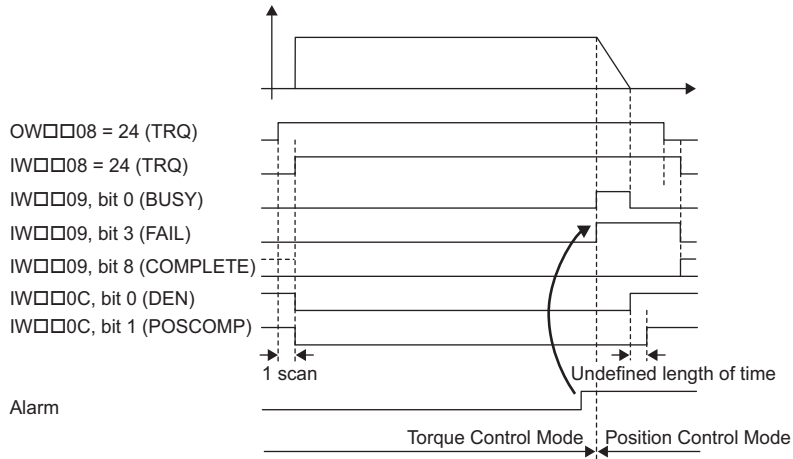 OW□□08 = 24 (TRQ)
IW□□08 = 24 (TRQ)
IW□□09, bit 0 (BUSY)
IW□□09, bit 3 (FAIL)
IW□□09, bit 8 (COMPLETE)
IW□□0C, bit 0 (DEN)
IW□□0C, bit 1 (POSCOMP)
1 scan
Undefined length of time
Alarm
Torque Control Mode
Position Control Mode